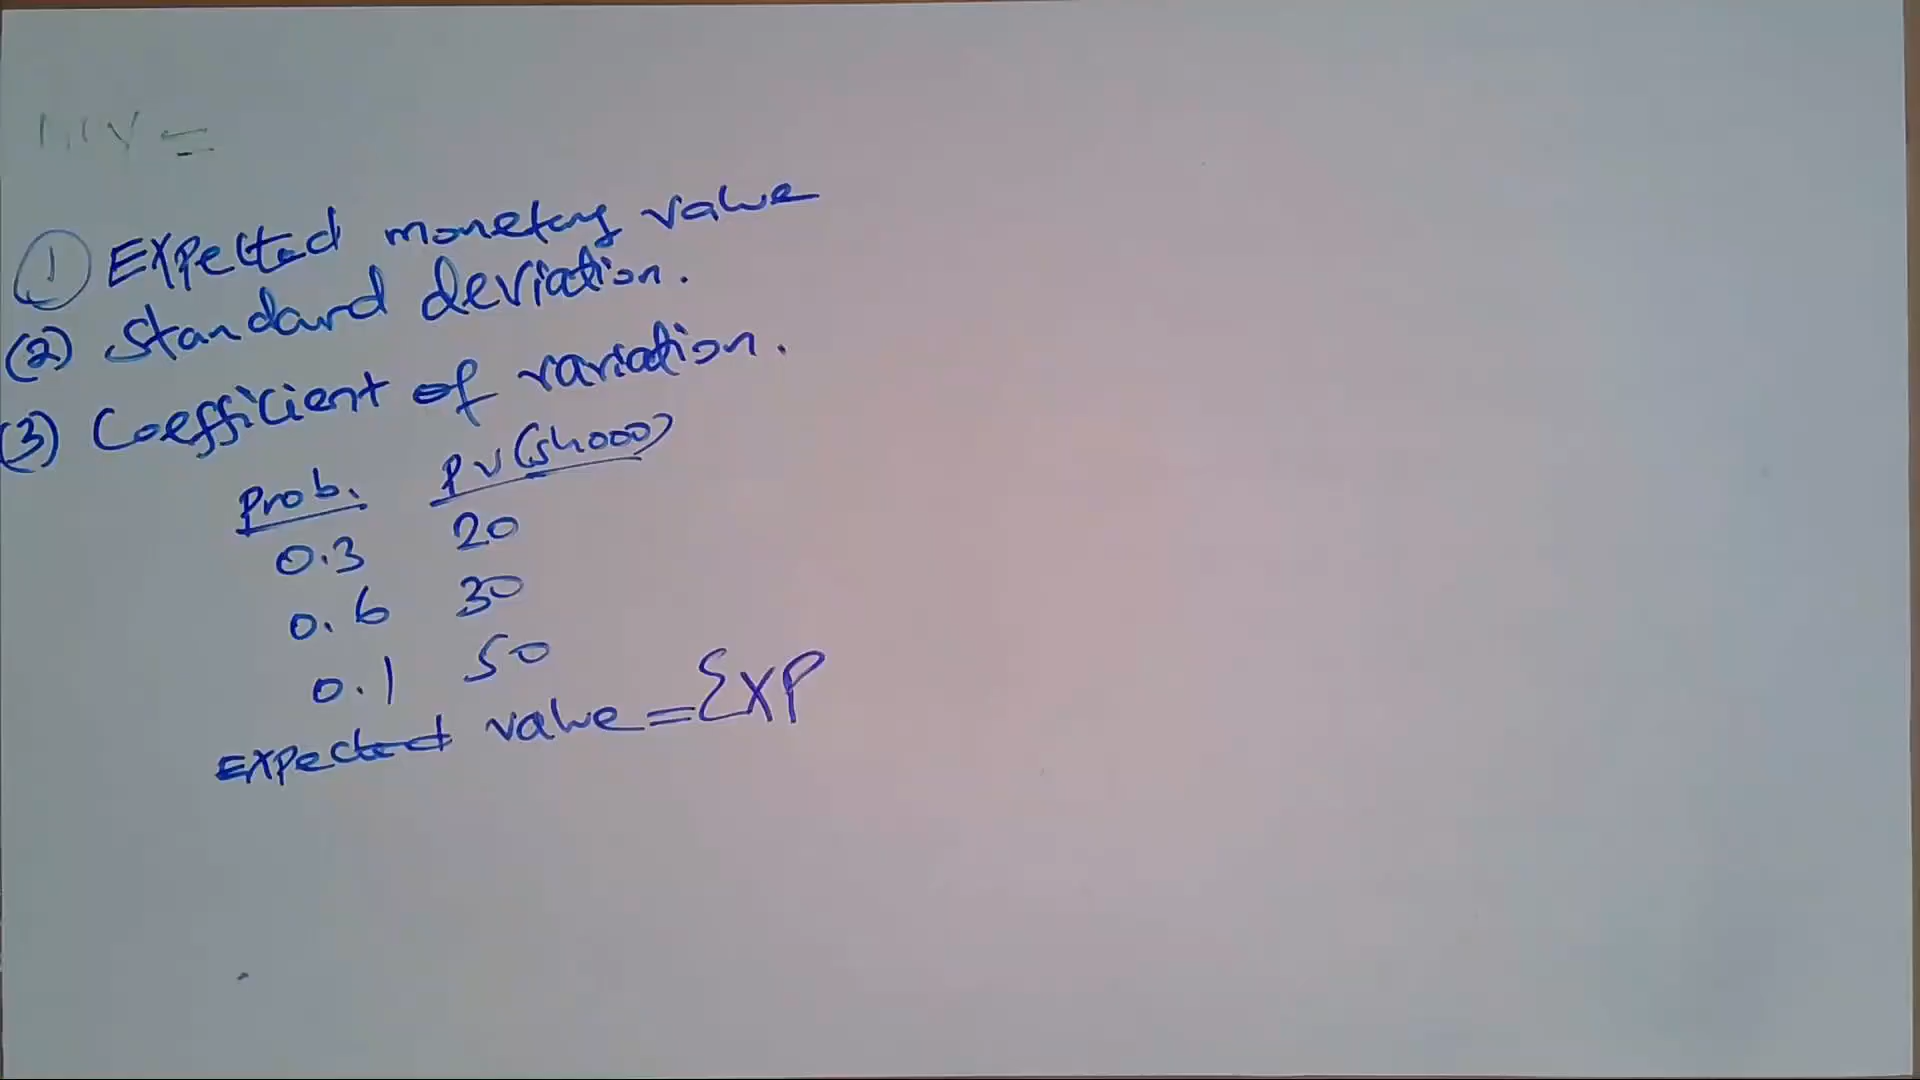 ① Expected monetary value
(2) Standard deviation.
(3) Coefficient of variation.
Prob. PV (sh000)
0.3 20
0.6 30
0.1 50
Expected value = ΣXP